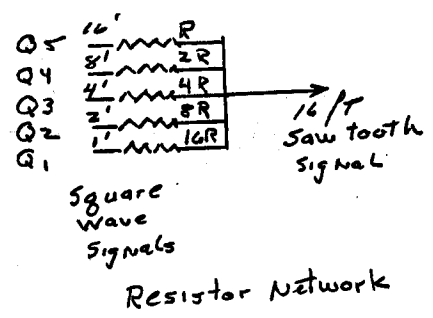 Q5 16' R
Q4 8' 2R
Q3 4' 4R
Q2 2' 8R
Q1 1' 16R
16/T
Saw tooth
Signal
Square
Wave
Signals
Resistor Network